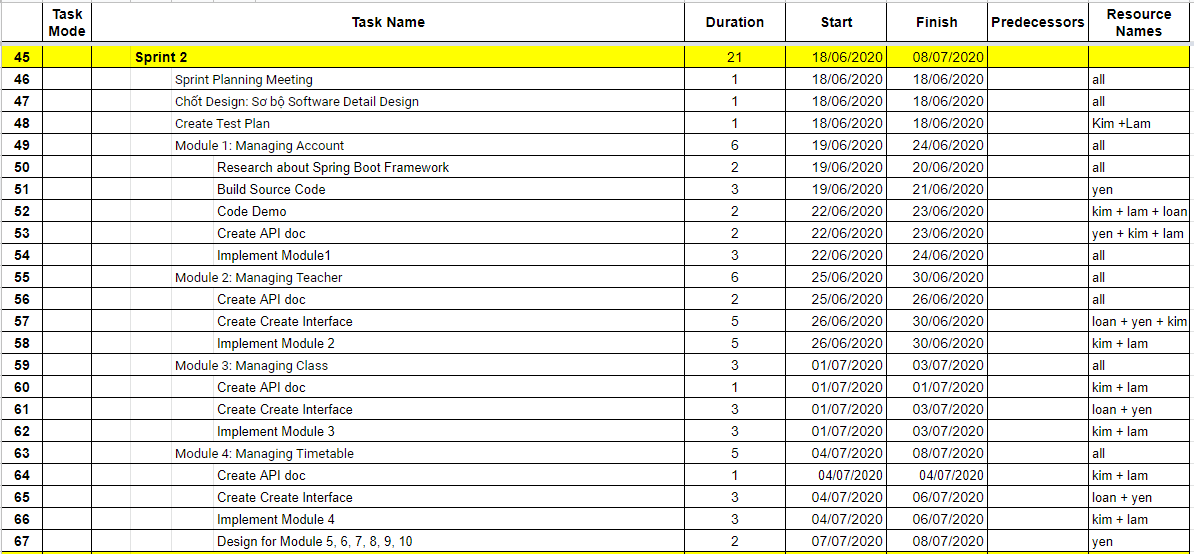 Task Mode Task Name Duration Start Finish Predecessors Resource Names
45 Sprint 2 21 18/06/2020 08/07/2020
46 Sprint Planning Meeting 1 18/06/2020 18/06/2020 all
47 Chốt Design: Sơ bộ Software Detail Design 1 18/06/2020 18/06/2020 all
48 Create Test Plan 1 18/06/2020 18/06/2020 Kim +Lam
49 Module 1: Managing Account 6 19/06/2020 24/06/2020 all
50 Research about Spring Boot Framework 2 19/06/2020 20/06/2020 all
51 Build Source Code 3 19/06/2020 21/06/2020 yen
52 Code Demo 2 22/06/2020 23/06/2020 kim + lam + loan
53 Create API doc 2 22/06/2020 23/06/2020 yen + kim + lam
54 Implement Module1 3 22/06/2020 24/06/2020 all
55 Module 2: Managing Teacher 6 25/06/2020 30/06/2020 all
56 Create API doc 2 25/06/2020 26/06/2020 all
57 Create Create Interface 5 26/06/2020 30/06/2020 loan + yen + kim
58 Implement Module 2 5 26/06/2020 30/06/2020 kim + lam
59 Module 3: Managing Class 3 01/07/2020 03/07/2020 all
60 Create API doc 1 01/07/2020 01/07/2020 kim + lam
61 Create Create Interface 3 01/07/2020 03/07/2020 loan + yen
62 Implement Module 3 3 01/07/2020 03/07/2020 kim + lam
63 Module 4: Managing Timetable 5 04/07/2020 08/07/2020 all
64 Create API doc 1 04/07/2020 04/07/2020 kim + lam
65 Create Create Interface 3 04/07/2020 06/07/2020 loan + yen
66 Implement Module 4 3 04/07/2020 06/07/2020 kim + lam
67 Design for Module 5, 6, 7, 8, 9, 10 2 07/07/2020 08/07/2020 yen